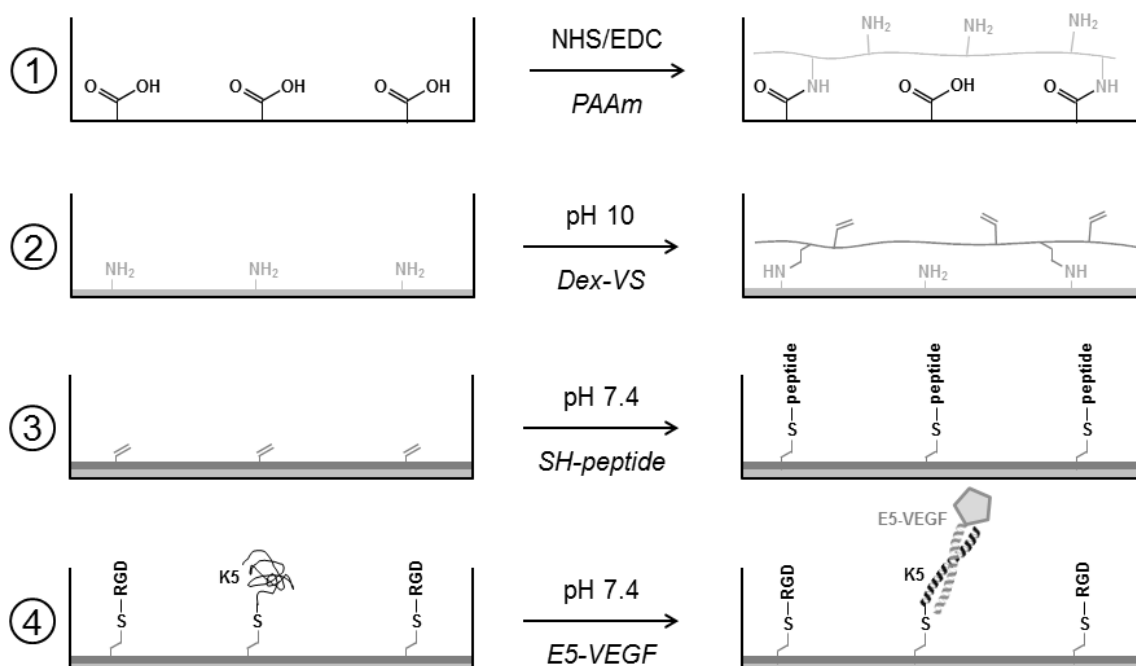 1
O
OH
O
OH
O
OH
NHS/EDC
PAAm
NH2
NH2
NH2
O
NH
O
OH
O
NH
2
NH2
NH2
NH2
pH 10
Dex-VS
HN
NH2
NH
3
pH 7.4
SH-peptide
S–peptide
S–peptide
S–peptide
4
S–RGD
K5
S
S–RGD
pH 7.4
E5-VEGF
S–RGD
E5-VEGF
K5
S
S–RGD